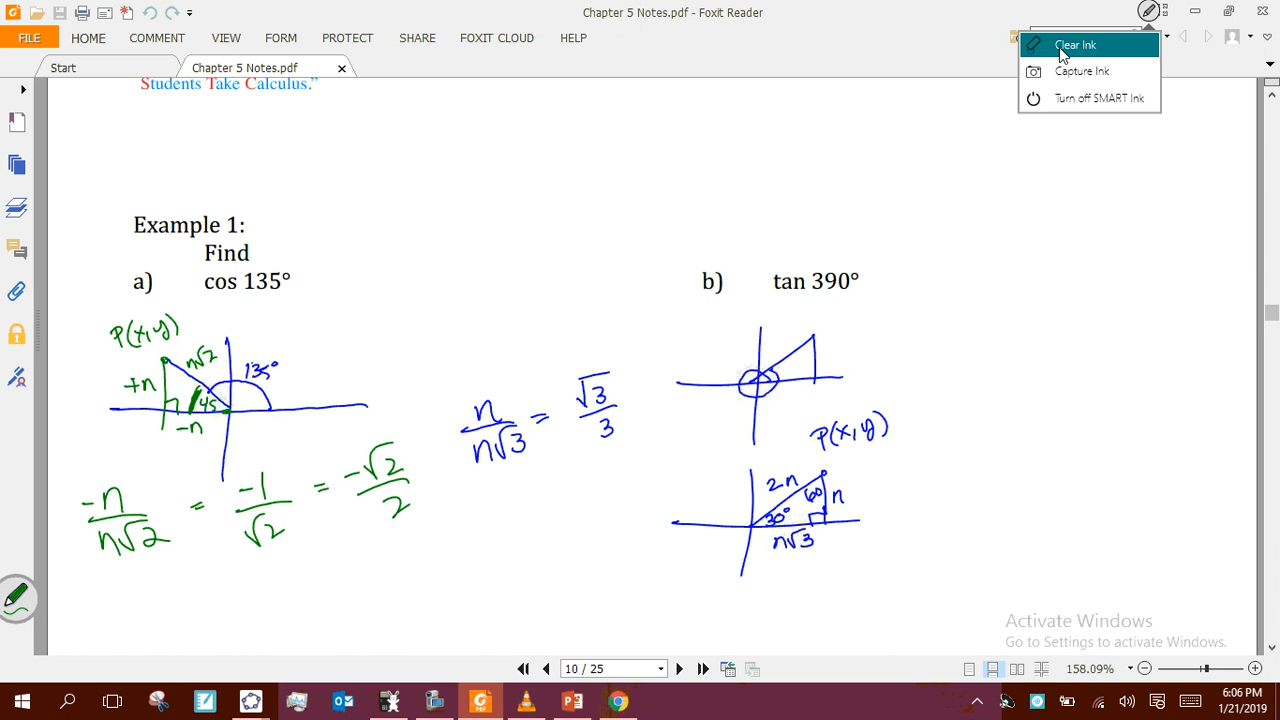 Chapter 5 Notes.pdf - Foxit Reader
FILE HOME COMMENT VIEW FORM PROTECT SHARE FOXIT CLOUD HELP
Clear Ink
Capture Ink
Turn off SMART Ink
Start Chapter 5 Notes.pdf
Students Take Calculus."
Example 1:
Find
a) cos 135°
b) tan 390°
P(x,y)
n√2
135°
+n
45
-n
-n/n√2 = -1/√2 = -√2/2
n/n√3 = √3/3
P(x,y)
2n
60
n
30°
n√3
Activate Windows
Go to Settings to activate Windows.
10 / 25
158.09%
6:06 PM
1/21/2019